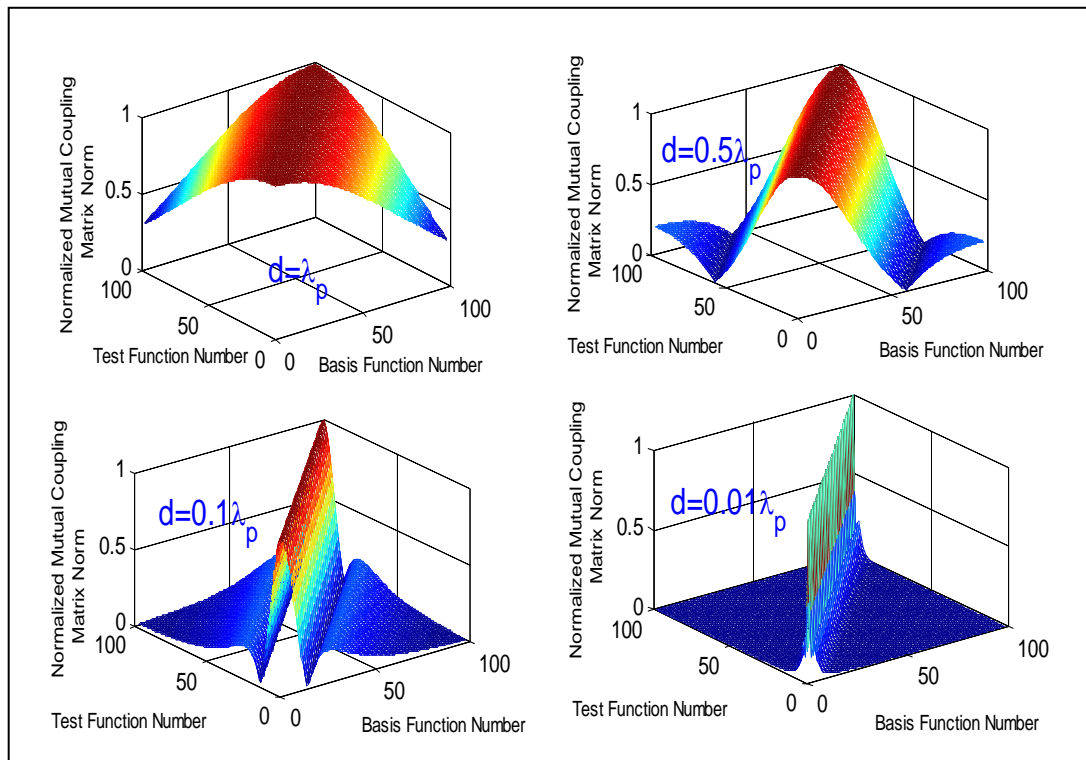 Normalized Mutual Coupling
Matrix Norm
1
0.5
0
100
50
0
Test Function Number
0
50
100
Basis Function Number
d=λp
Normalized Mutual Coupling
Matrix Norm
1
0.5
0
100
50
0
Test Function Number
0
50
100
Basis Function Number
d=0.5λp
Normalized Mutual Coupling
Matrix Norm
1
0.5
0
100
50
0
Test Function Number
0
50
100
Basis Function Number
d=0.1λp
Normalized Mutual Coupling
Matrix Norm
1
0.5
0
100
50
0
Test Function Number
0
50
100
Basis Function Number
d=0.01λp